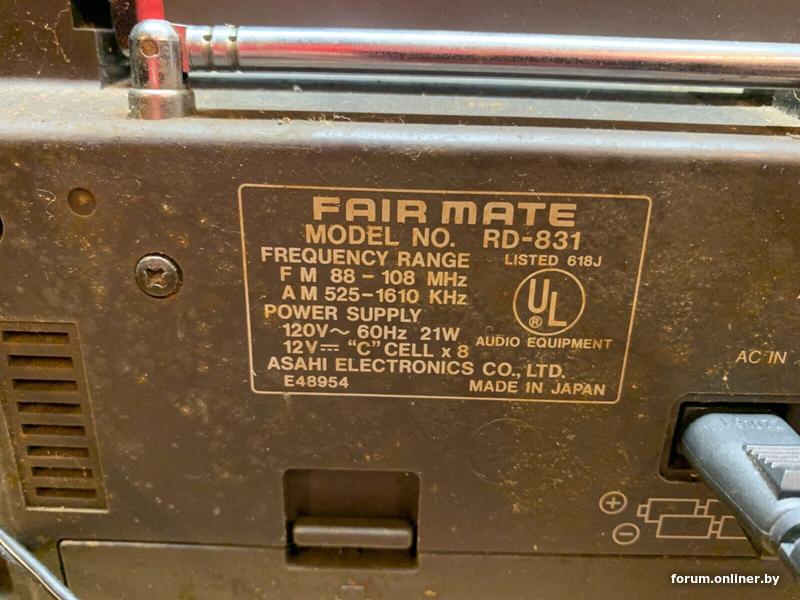 FAIR MATE
MODEL NO. RD-831
FREQUENCY RANGE
LISTED 618J
FM 88-108 MHz
AM 525-1610 KHz
UL
®
POWER SUPPLY
120V~ 60Hz 21W
AUDIO EQUIPMENT
12V⎓ "C" CELL x 8
ASAHI ELECTRONICS CO., LTD.
E48954
MADE IN JAPAN
AC IN
+
−
forum.onliner.by